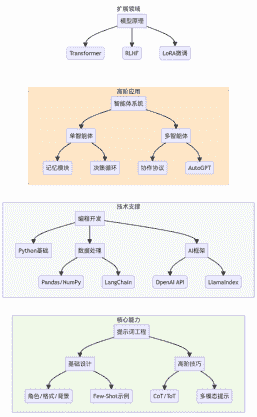 扩展领域
模型原理
Transformer
RLHF
LoRA微调
高阶应用
智能体系统
单智能体
多智能体
记忆模块
决策循环
协作协议
AutoGPT
技术支撑
编程开发
Python基础
数据处理
AI框架
Pandas/NumPy
LangChain
OpenAI API
LlamaIndex
核心能力
提示词工程
基础设计
高阶技巧
角色/格式/背景
Few-Shot示例
CoT/ToT
多模态提示